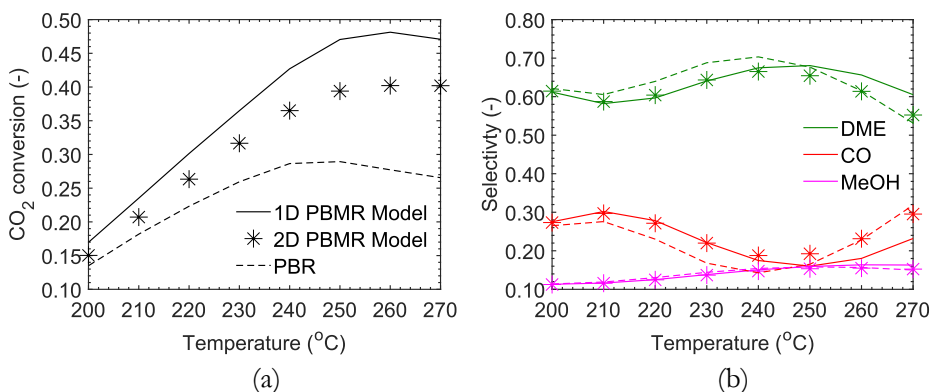 0.50
0.45
0.40
0.35
0.30
0.25
0.20
0.15
0.10
CO2 conversion (-)
1D PBMR Model
2D PBMR Model
PBR
200 210 220 230 240 250 260 270
Temperature (oC)
(a)
0.80
0.70
0.60
0.50
0.30
0.20
0.10
Selectivty (-)
DME
CO
MeOH
200 210 220 230 240 250 260 270
Temperature (oC)
(b)